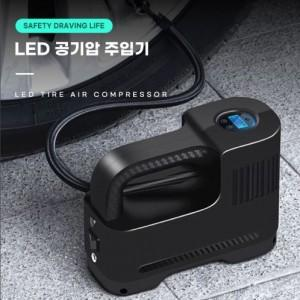 SAFETY DRAVING LIFE
LED 공기압 주입기
LED TIRE AIR COMPRESSOR